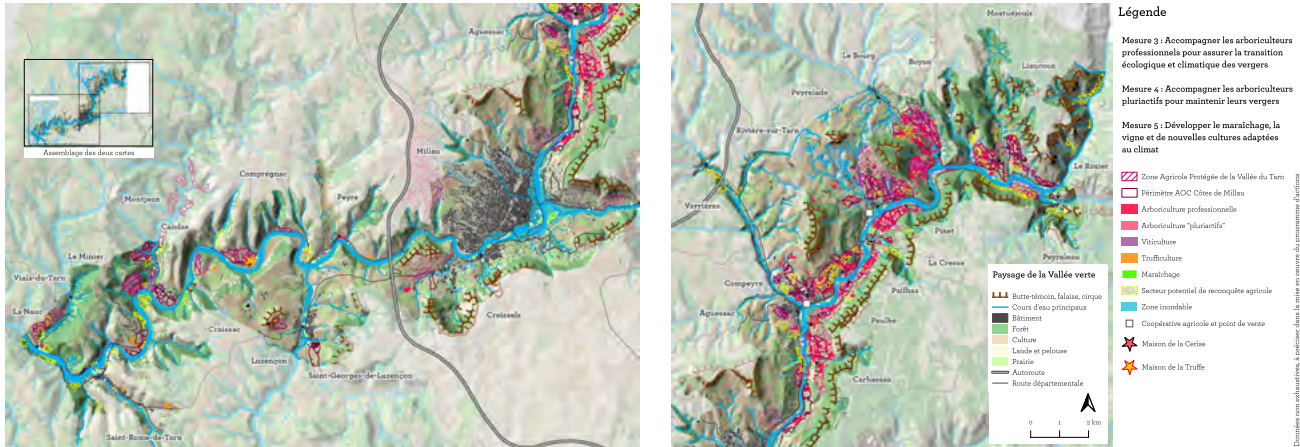 Aguessac
Assemblage des deux cartes
Millau
Comprégnac
Peyre
Montjaux
Candas
Le Minier
Viala-du-Tarn
La Nauc
Craissac
Creissels
Luzençon
Saint-Georges-de-Luzençon
Saint-Rome-de-Tarn
Mostuéjouls
Le Bourg
Boyne
Liaucous
Peyrelade
Rivière-sur-Tarn
Le Rozier
Verrières
Pinet
Peyreleau
La Cresse
Compeyre
Pailhas
Aguessac
Paulhe
Carbassas
Paysage de la Vallée verte
Butte-témoin, falaise, cirque
Cours d'eau principaux
Bâtiment
Forêt
Culture
Lande et pelouse
Prairie
Autoroute
Route départementale
0 1 2 km
Légende
Mesure 3 : Accompagner les arboriculteurs
professionnels pour assurer la transition
écologique et climatique des vergers
Mesure 4 : Accompagner les arboriculteurs
pluriactifs pour maintenir leurs vergers
Mesure 5 : Développer le maraîchage, la
vigne et de nouvelles cultures adaptées
au climat
Zone Agricole Protégée de la Vallée du Tarn
Périmètre AOC Côtes de Millau
Arboriculture professionnelle
Arboriculture "pluriactifs"
Viticulture
Trufficulture
Maraîchage
Secteur potentiel de reconquête agricole
Zone inondable
Coopérative agricole et point de vente
Maison de la Cerise
Maison de la Truffe
Données non exhaustives, à préciser dans la mise en oeuvre du programme d'actions